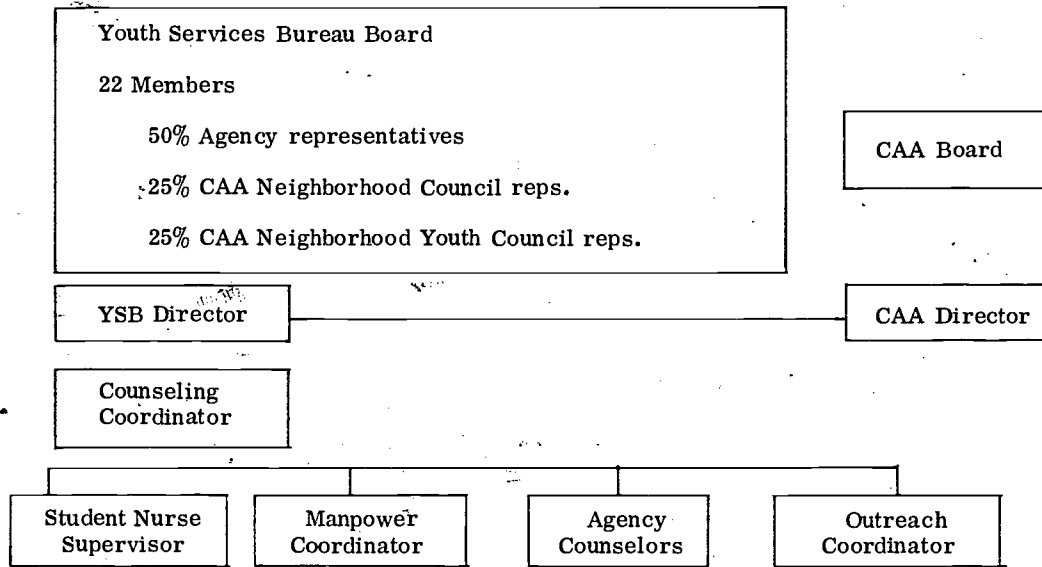 Youth Services Bureau Board
22 Members
50% Agency representatives
25% CAA Neighborhood Council reps.
25% CAA Neighborhood Youth Council reps.
CAA Board
YSB Director
CAA Director
Counseling
Coordinator
Student Nurse
Supervisor
Manpower
Coordinator
Agency
Counselors
Outreach
Coordinator